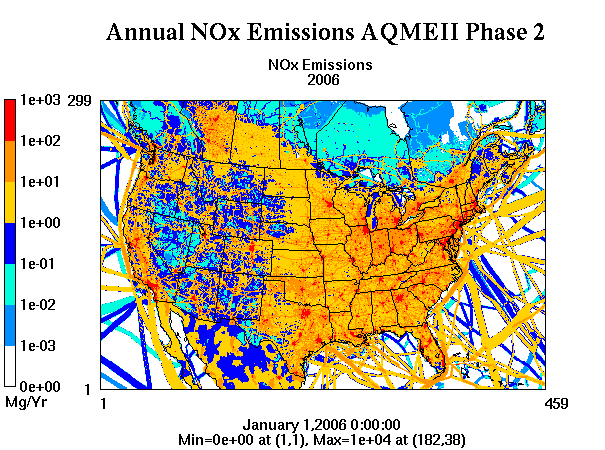 Annual NOx Emissions AQMEII Phase 2
NOx Emissions
2006
1e+03
299
1e+02
1e+01
1e+00
1e-01
1e-02
1e-03
0e+00
1
Mg/Yr
1
459
January 1,2006 0:00:00
Min=0e+00 at (1,1), Max=1e+04 at (182,38)